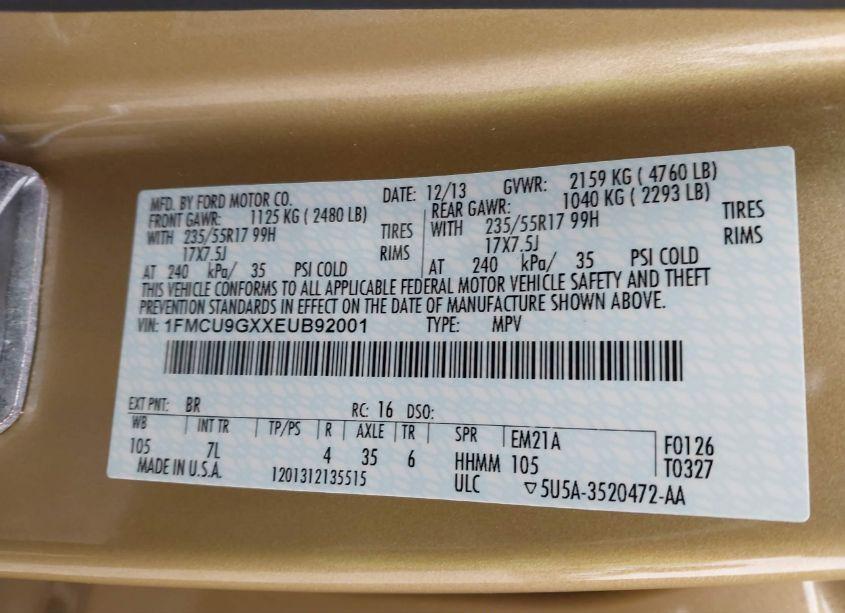 MFD. BY FORD MOTOR CO. DATE: 12/13 GVWR: 2159 KG ( 4760 LB)
FRONT GAWR: 1125 KG ( 2480 LB) REAR GAWR: 1040 KG ( 2293 LB)
WITH 235/55R17 99H TIRES WITH 235/55R17 99H TIRES
17X7.5J RIMS 17X7.5J RIMS
AT 240 kPa/ 35 PSI COLD AT 240 kPa/ 35 PSI COLD
THIS VEHICLE CONFORMS TO ALL APPLICABLE FEDERAL MOTOR VEHICLE SAFETY AND THEFT
PREVENTION STANDARDS IN EFFECT ON THE DATE OF MANUFACTURE SHOWN ABOVE.
VIN: 1FMCU9GXXEUB92001 TYPE: MPV
EXT PNT: BR RC: 16 DSO:
WB INT TR TP/PS R AXLE TR SPR EM21A F0126
105 7L 4 35 6 HHMM 105 T0327
MADE IN U.S.A. 1201312135515 ULC ▽5U5A-3520472-AA